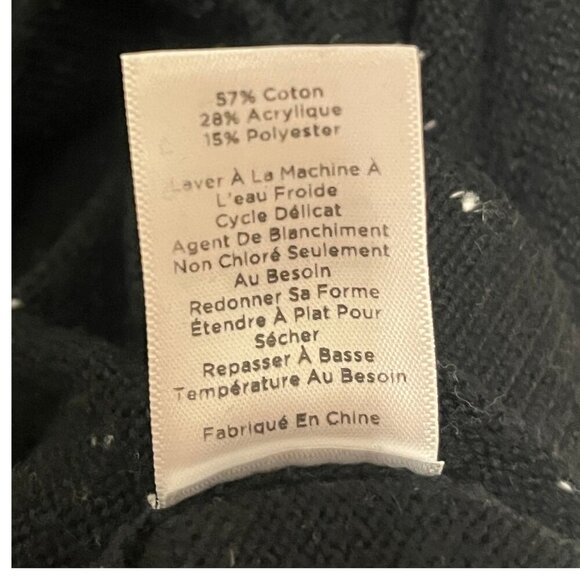 57% Coton
28% Acrylique
15% Polyester
Laver À La Machine À
L'eau Froide
Cycle Délicat
Agent De Blanchiment
Non Chloré Seulement
Au Besoin
Redonner Sa Forme
Étendre À Plat Pour
Sécher
Repasser À Basse
Température Au Besoin
Fabriqué En Chine